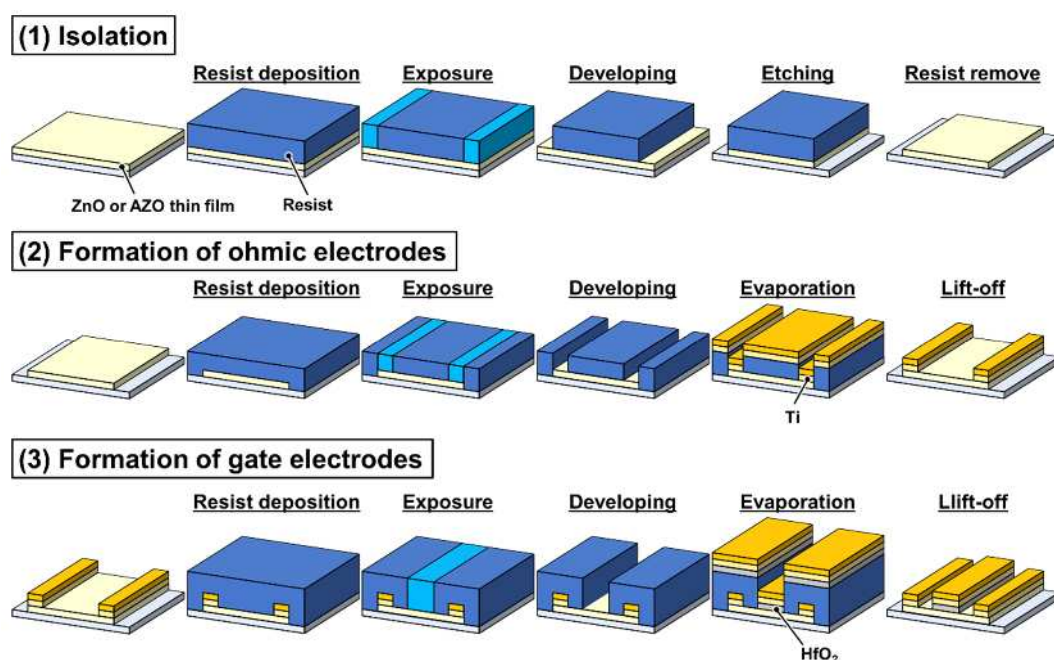 (1) Isolation
Resist deposition Exposure Developing Etching Resist remove
ZnO or AZO thin film Resist
(2) Formation of ohmic electrodes
Resist deposition Exposure Developing Evaporation Lift-off
Ti
(3) Formation of gate electrodes
Resist deposition Exposure Developing Evaporation Llift-off
HfO₂